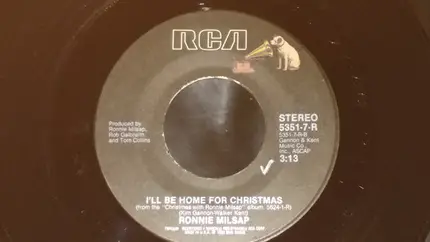 RCA
STEREO
5351-7-R
5351-7-R-B
Gannon & Kent
Music Co.,
Inc., ASCAP
3:13
Produced by
Ronnie Milsap,
Rob Galbraith
and Tom Collins
I'LL BE HOME FOR CHRISTMAS
(from the "Christmas with Ronnie Milsap" album 5624-1-R)
(Kim Gannon-Walter Kent)
RONNIE MILSAP